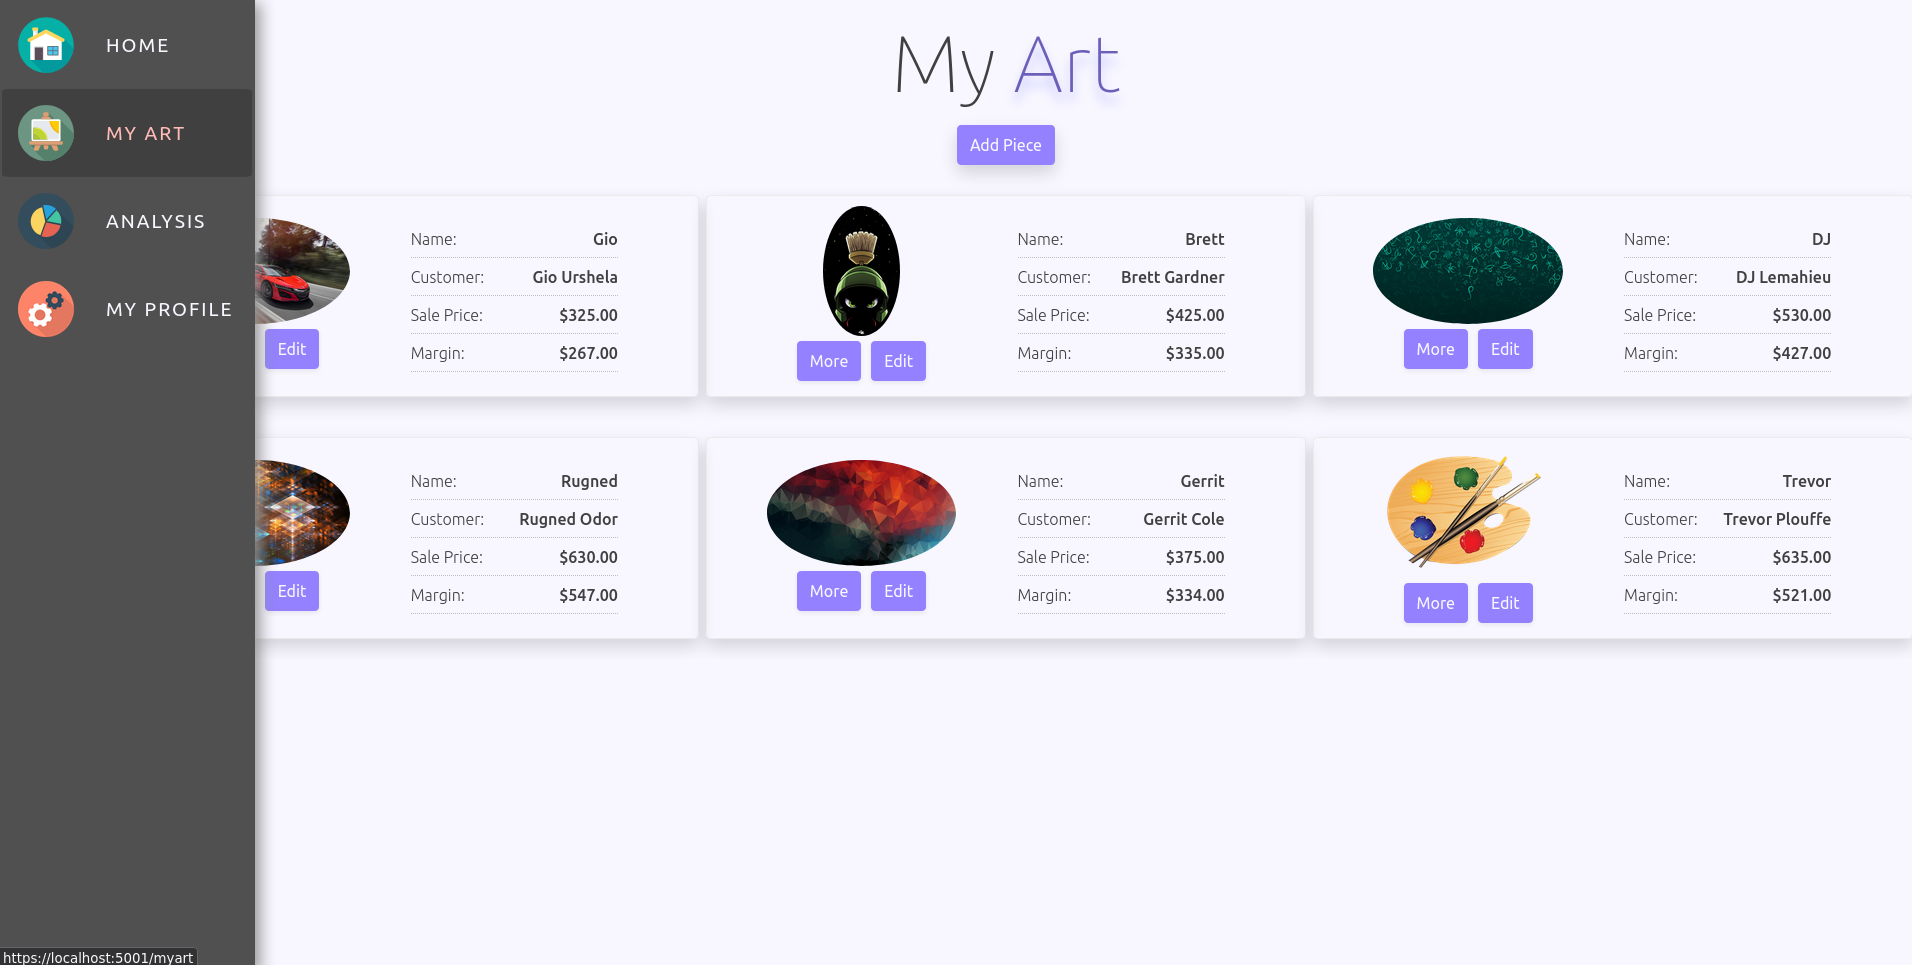 HOME
MY ART
ANALYSIS
MY PROFILE
My Art
Add Piece
Name: Gio
Customer: Gio Urshela
Sale Price: $325.00
Margin: $267.00
Edit
Name: Brett
Customer: Brett Gardner
Sale Price: $425.00
Margin: $335.00
More Edit
Name: DJ
Customer: DJ Lemahieu
Sale Price: $530.00
Margin: $427.00
More Edit
Name: Rugned
Customer: Rugned Odor
Sale Price: $630.00
Margin: $547.00
Edit
Name: Gerrit
Customer: Gerrit Cole
Sale Price: $375.00
Margin: $334.00
More Edit
Name: Trevor
Customer: Trevor Plouffe
Sale Price: $635.00
Margin: $521.00
More Edit
https://localhost:5001/myart